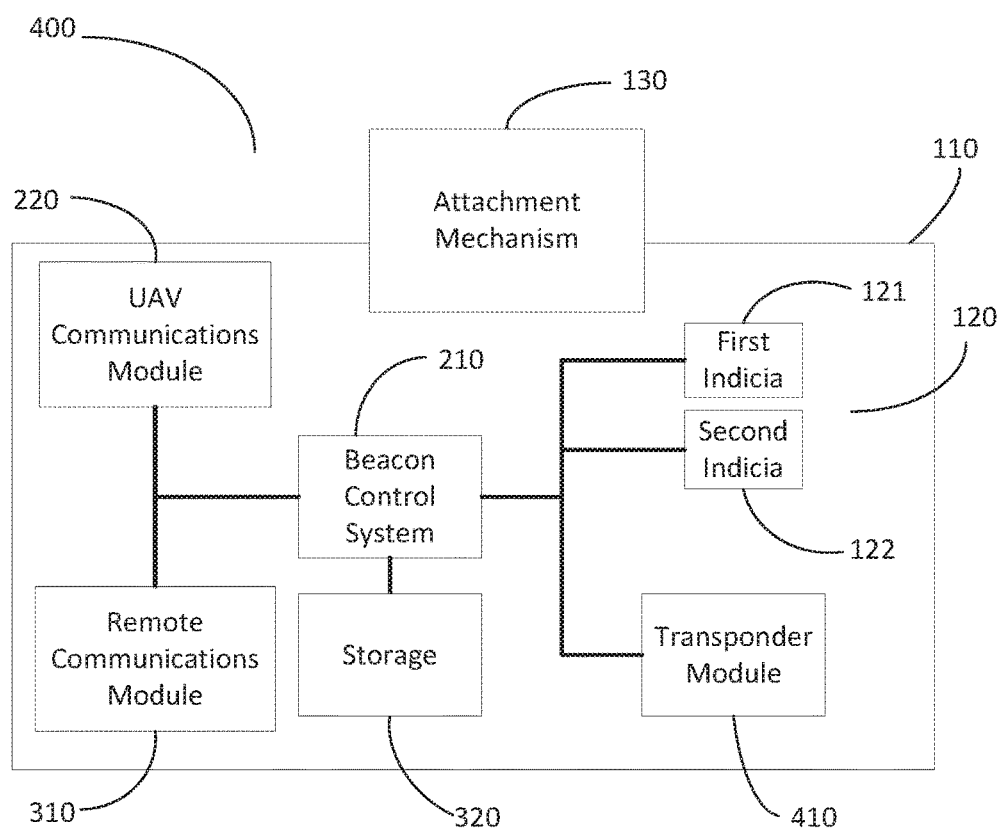 400
130
Attachment
Mechanism
110
220
UAV
Communications
Module
121
First
Indicia
120
210
Second
Indicia
Beacon
Control
System
122
Remote
Communications
Module
Storage
Transponder
Module
310
320
410